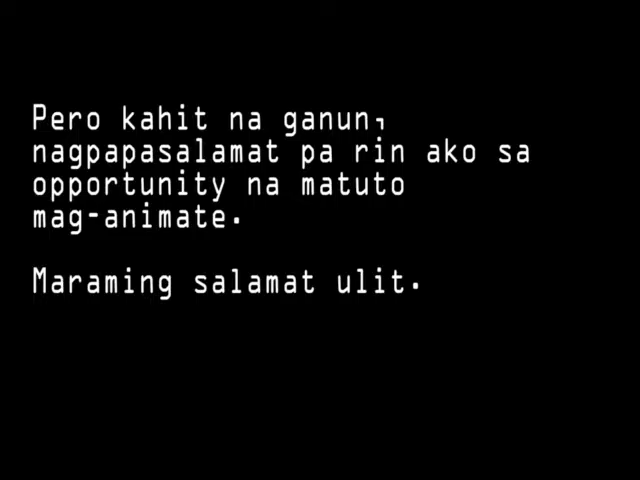 Pero kahit na ganun,
nagpapasalamat pa rin ako sa
opportunity na matuto
mag-animate.
Maraming salamat ulit.